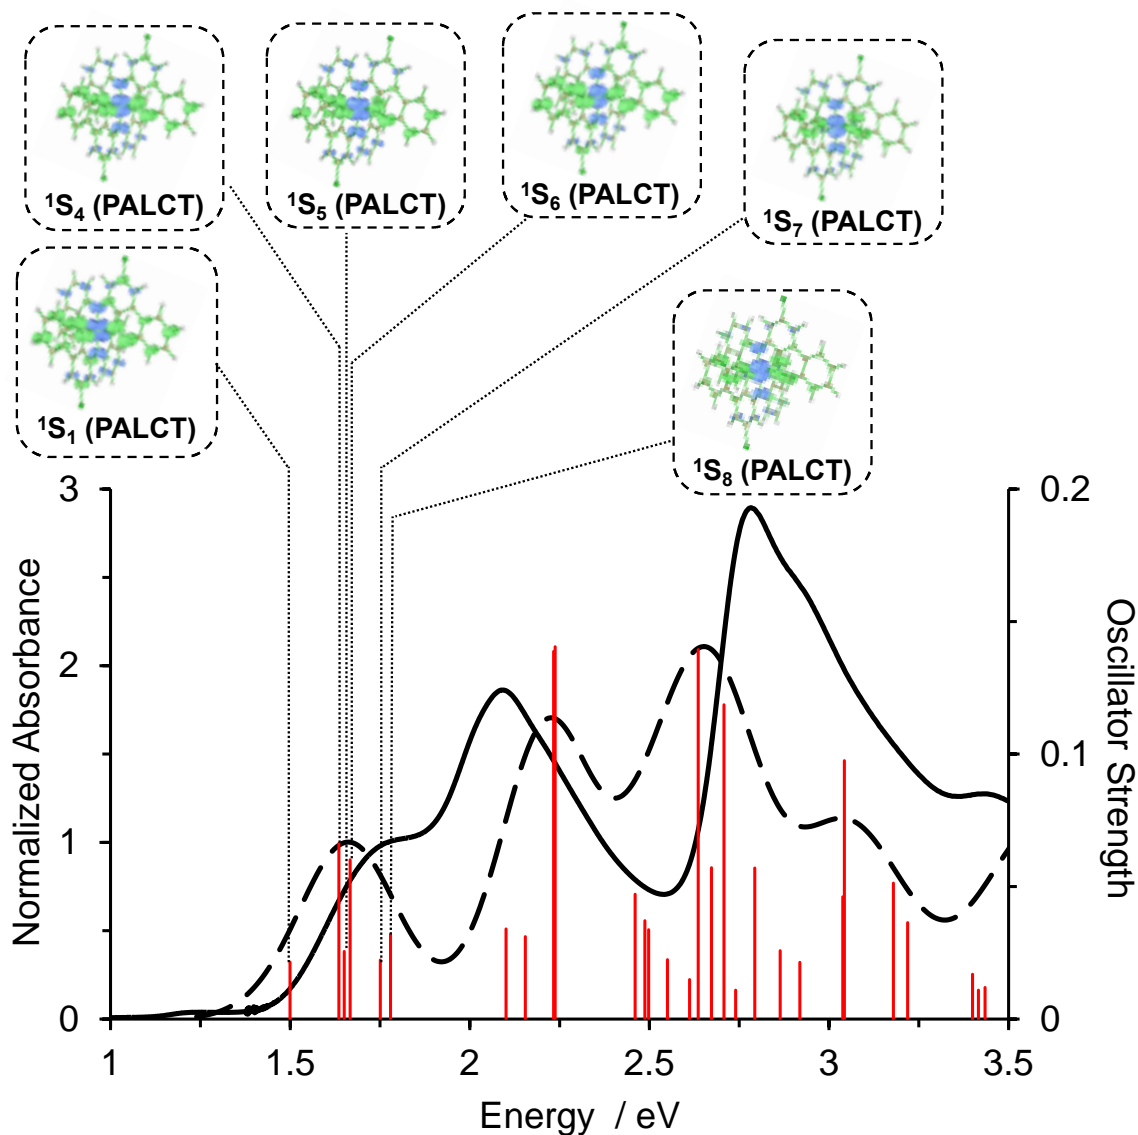 ¹S₄ (PALCT)
¹S₅ (PALCT)
¹S₆ (PALCT)
¹S₇ (PALCT)
¹S₁ (PALCT)
¹S₈ (PALCT)
3
2
1
0
Normalized Absorbance
0.2
0.1
0
Oscillator Strength
1
1.5
2
2.5
3
3.5
Energy / eV